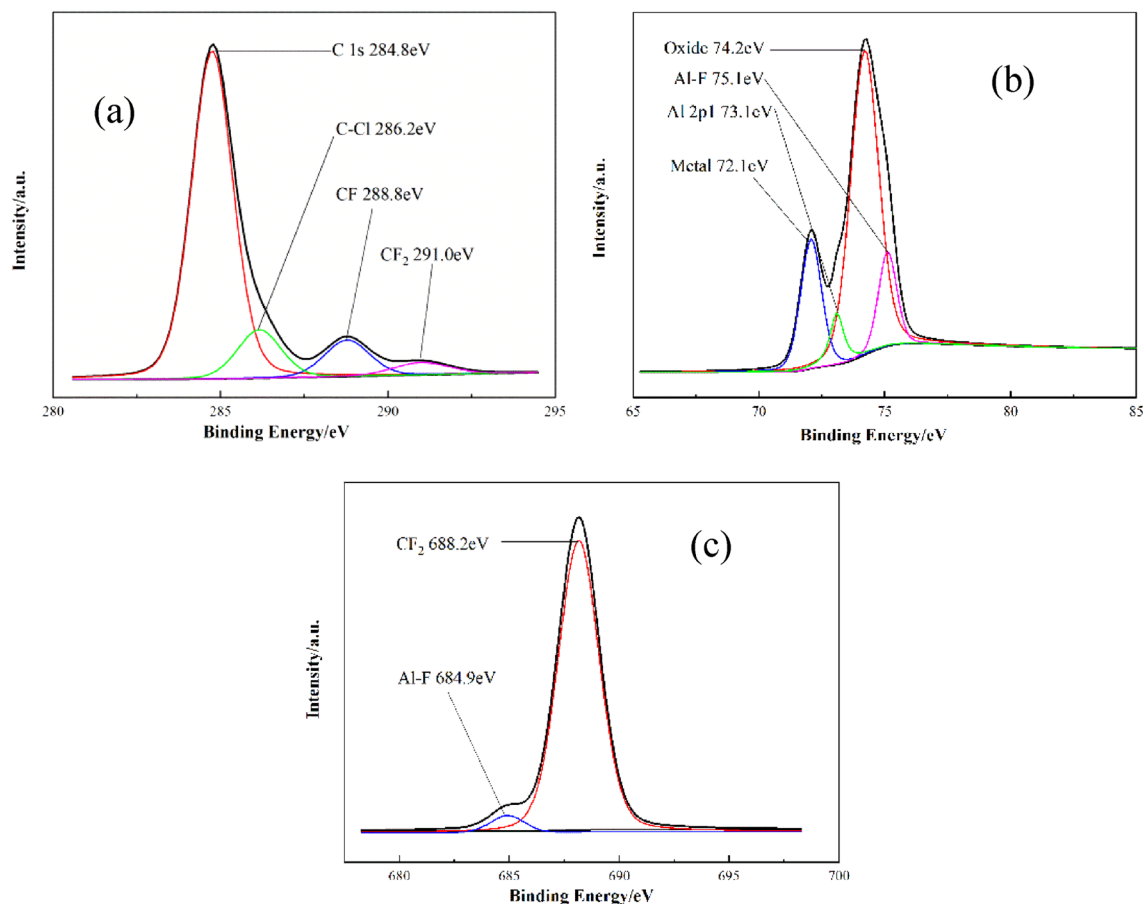 (a)
C 1s 284.8eV
C-Cl 286.2eV
CF 288.8eV
CF2 291.0eV
Intensity/a.u.
280 285 290 295
Binding Energy/eV
(b)
Oxide 74.2eV
Al-F 75.1eV
Al 2p1 73.1eV
Metal 72.1eV
Intensity/a.u.
65 70 75 80 85
Binding Energy/eV
(c)
CF2 688.2eV
Al-F 684.9eV
Intensity/a.u.
680 685 690 695 700
Binding Energy/eV